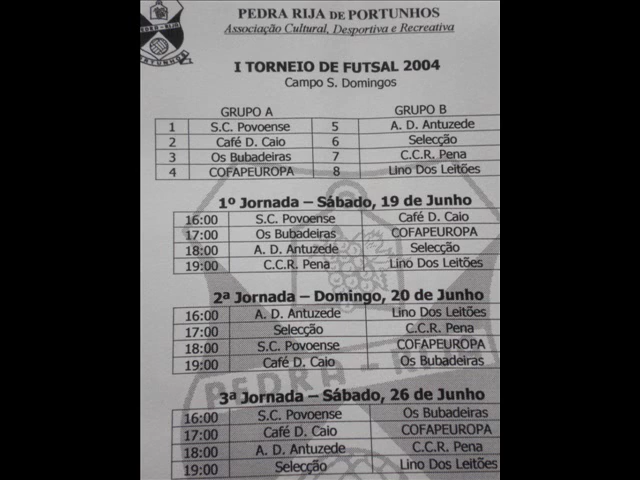 PEDRA RIJA DE PORTUNHOS
Associação Cultural, Desportiva e Recreativa
I TORNEIO DE FUTSAL 2004
Campo S. Domingos
GRUPO A GRUPO B
1 S.C. Povoense 5 A. D. Antuzede
2 Café D. Caio 6 Selecção
3 Os Bubadeiras 7 C.C.R. Pena
4 COFAPEUROPA 8 Lino Dos Leitões
1º Jornada – Sábado, 19 de Junho
16:00 S.C. Povoense Café D. Caio
17:00 Os Bubadeiras COFAPEUROPA
18:00 A. D. Antuzede Selecção
19:00 C.C.R. Pena Lino Dos Leitões
2ª Jornada – Domingo, 20 de Junho
16:00 A. D. Antuzede Lino Dos Leitões
17:00 Selecção C.C.R. Pena
18:00 S.C. Povoense COFAPEUROPA
19:00 Café D. Caio Os Bubadeiras
PEDRA - RIJA
3ª Jornada – Sábado, 26 de Junho
16:00 S.C. Povoense Os Bubadeiras
17:00 Café D. Caio COFAPEUROPA
18:00 A. D. Antuzede C.C.R. Pena
19:00 Selecção Lino Dos Leitões